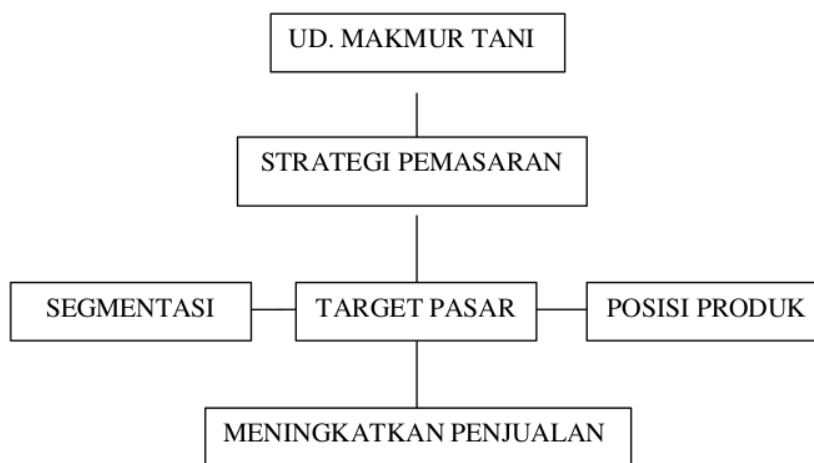 UD. MAKMUR TANI
STRATEGI PEMASARAN
SEGMENTASI
TARGET PASAR
POSISI PRODUK
MENINGKATKAN PENJUALAN